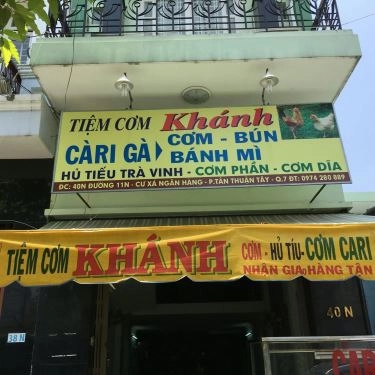 TIỆM CƠM Khánh
CÀRI GÀ CƠM - BÚN
BÁNH MÌ
HỦ TIẾU TRÀ VINH - CƠM PHẦN - CƠM DĨA
ĐC: 40N ĐƯỜNG 11N - CƯ XÁ NGÂN HÀNG - P.TÂN THUẬN TÂY - Q.7 ĐT: 0974 280 889
TIỆM CƠM KHÁNH CƠM - HỦ TÍU - CƠM CARI
NHẬN GIAO HÀNG TẬN
38 N
40 N